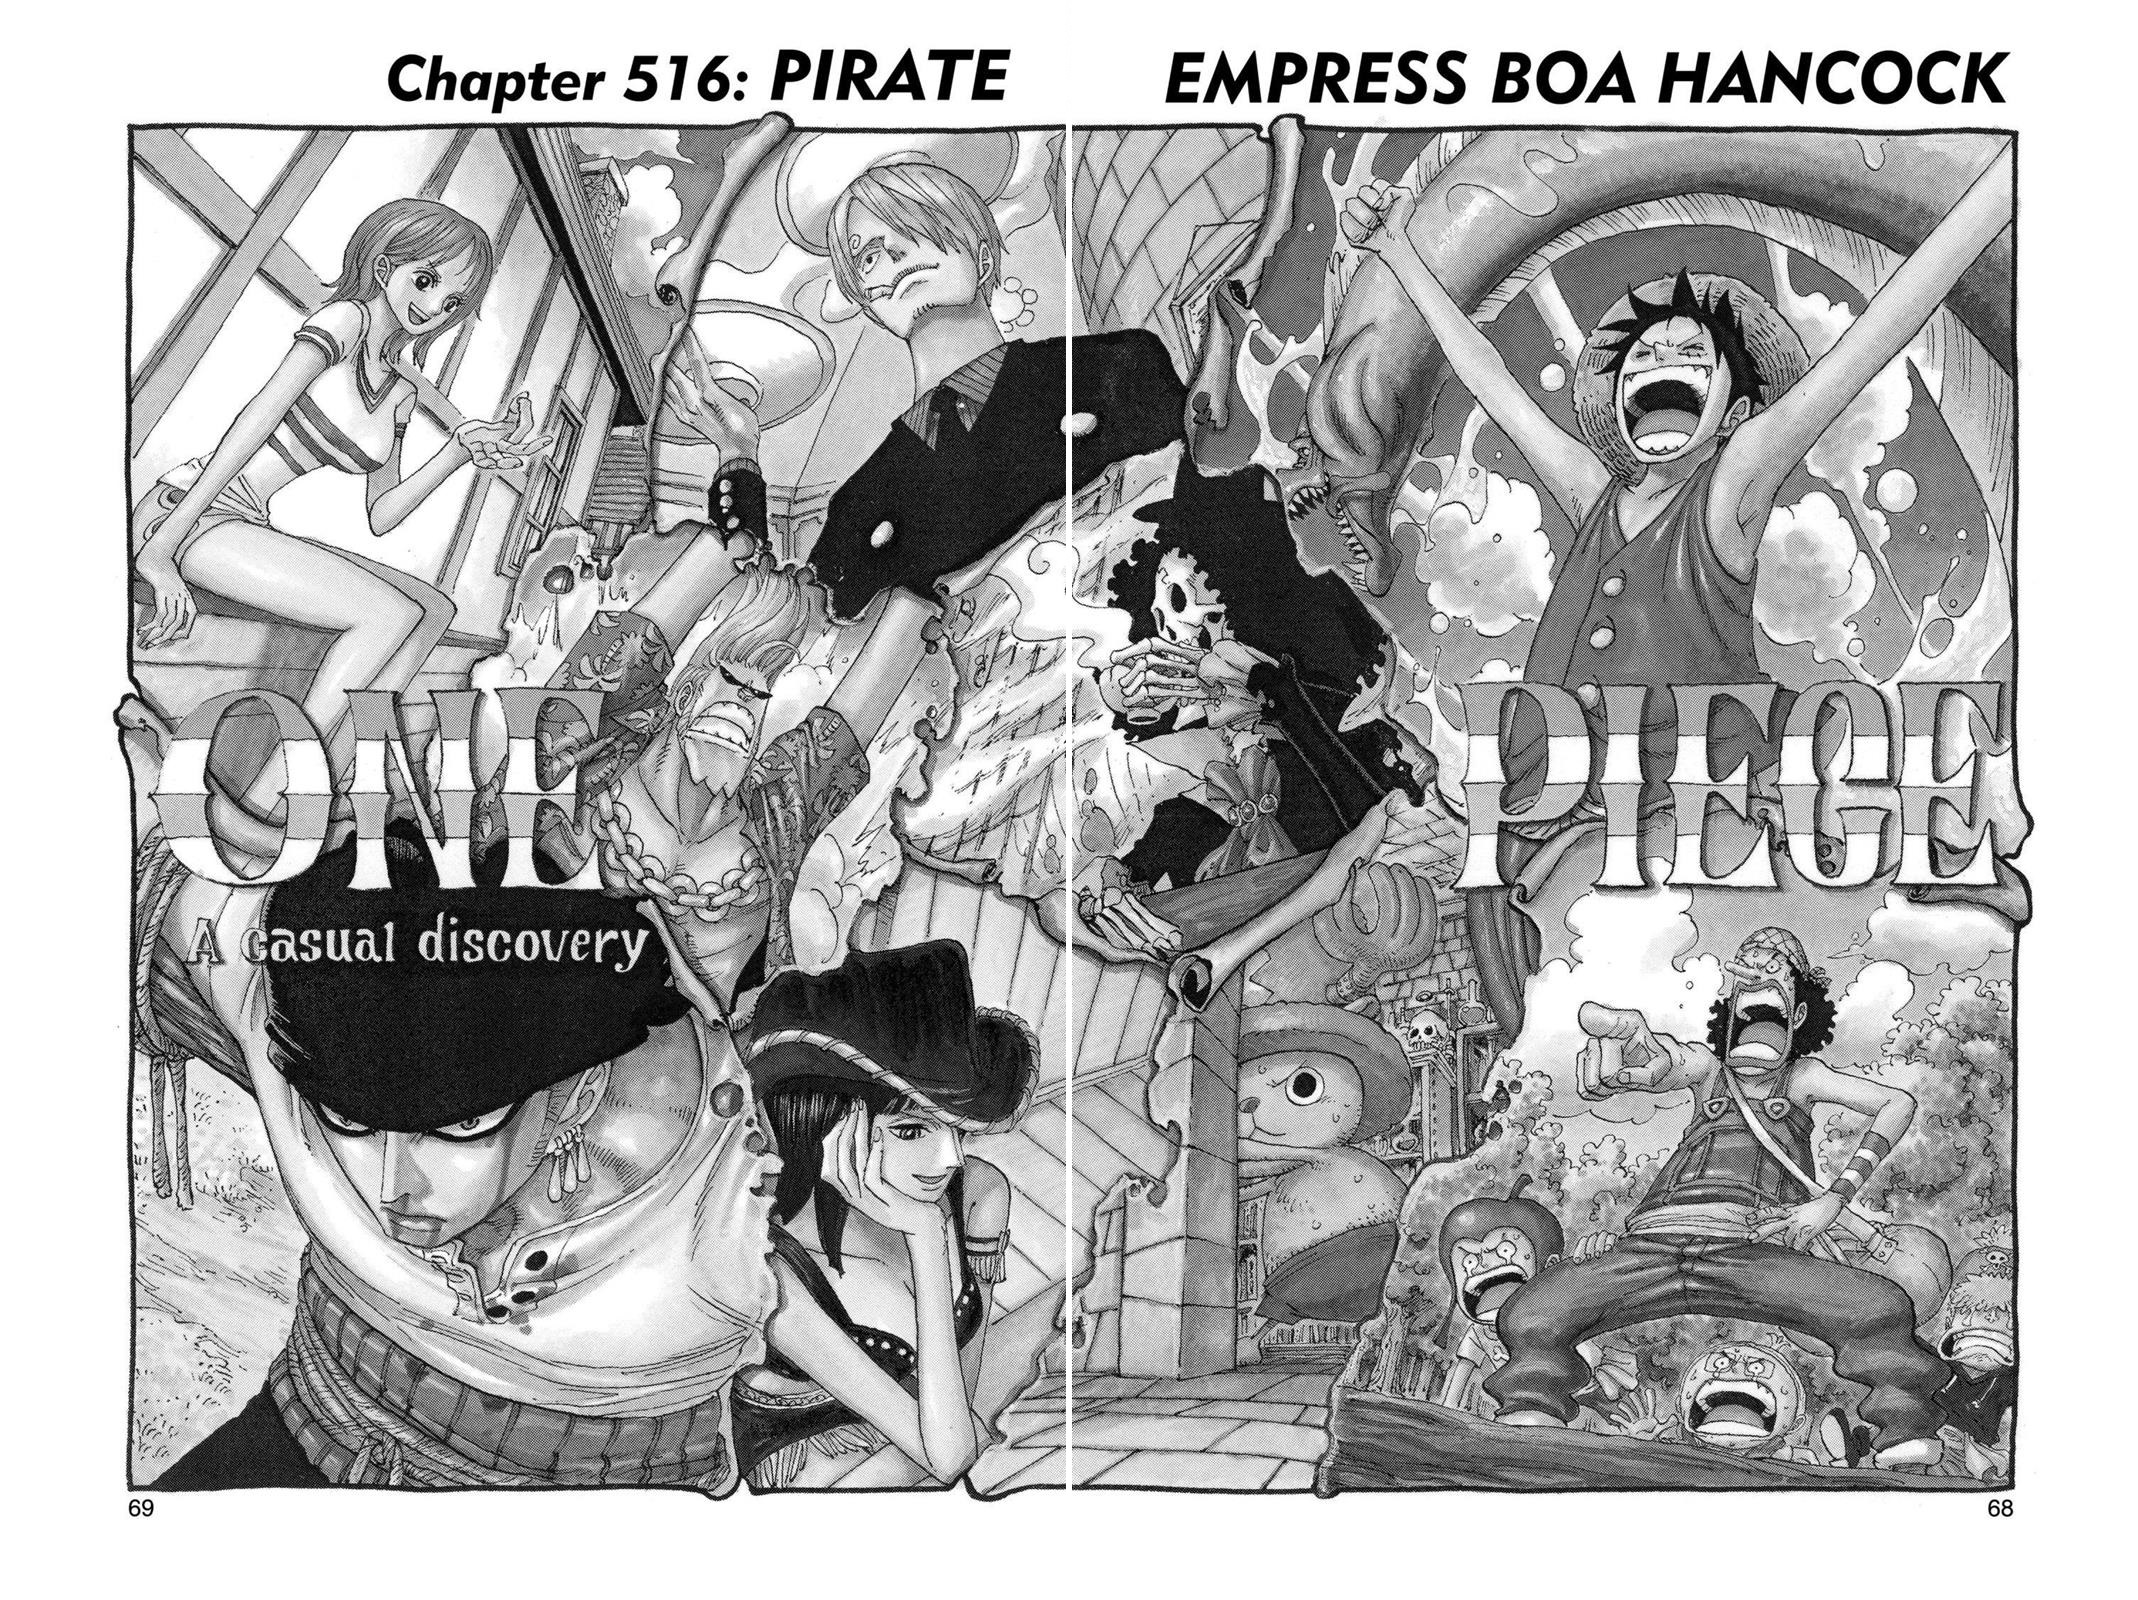 Chapter 516: PIRATE EMPRESS BOA HANCOCK
ONE PIECE
A casual discovery
69
68